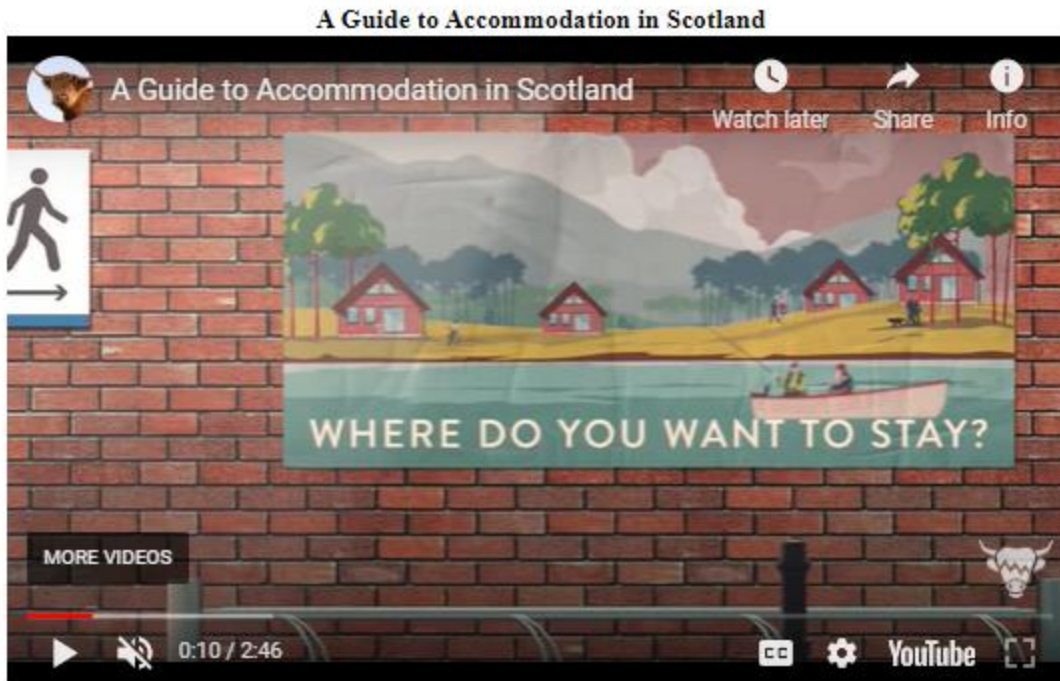 A Guide to Accommodation in Scotland
A Guide to Accommodation in Scotland
Watch later
Share
Info
WHERE DO YOU WANT TO STAY?
MORE VIDEOS
0:10 / 2:46
CC
YouTube